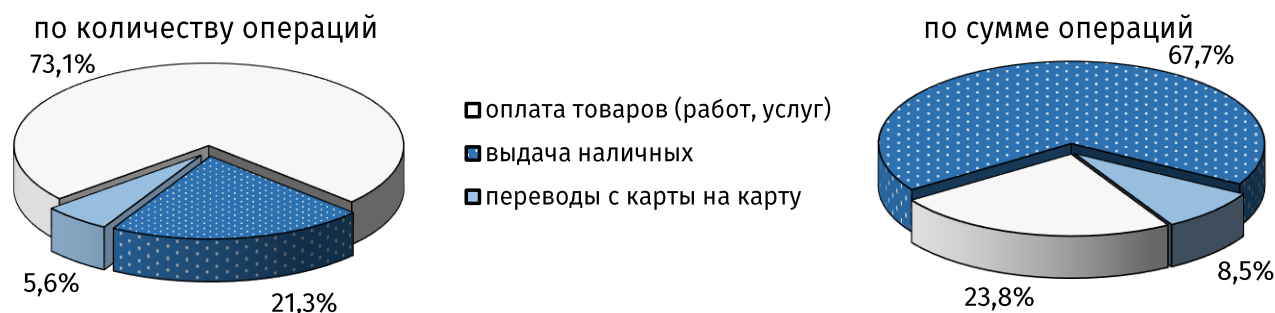 по количеству операций
73,1%
5,6%
21,3%
оплата товаров (работ, услуг)
выдача наличных
переводы с карты на карту
по сумме операций
67,7%
8,5%
23,8%